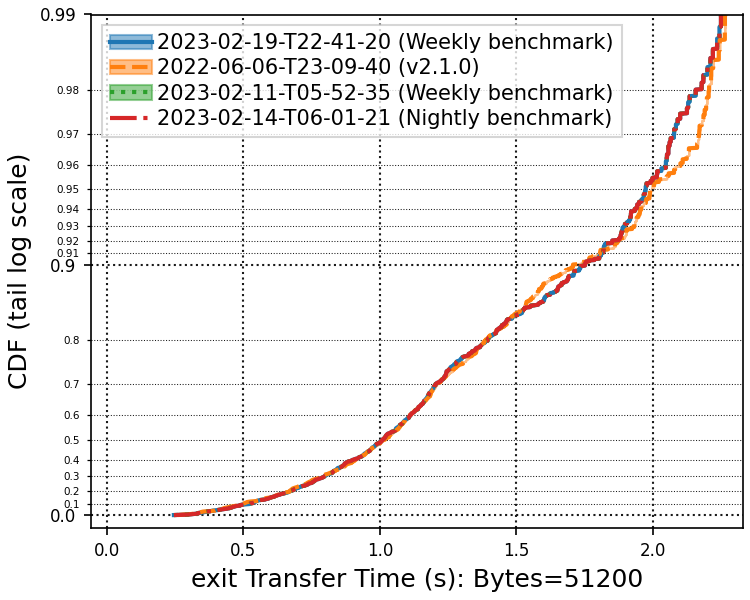 0.99
2023-02-19-T22-41-20 (Weekly benchmark)
2022-06-06-T23-09-40 (v2.1.0)
2023-02-11-T05-52-35 (Weekly benchmark)
2023-02-14-T06-01-21 (Nightly benchmark)
0.98
0.97
0.96
0.95
0.94
0.93
0.92
0.91
0.9
0.8
0.7
0.6
0.5
0.4
0.3
0.2
0.1
0.0
CDF (tail log scale)
0.0 0.5 1.0 1.5 2.0
exit Transfer Time (s): Bytes=51200